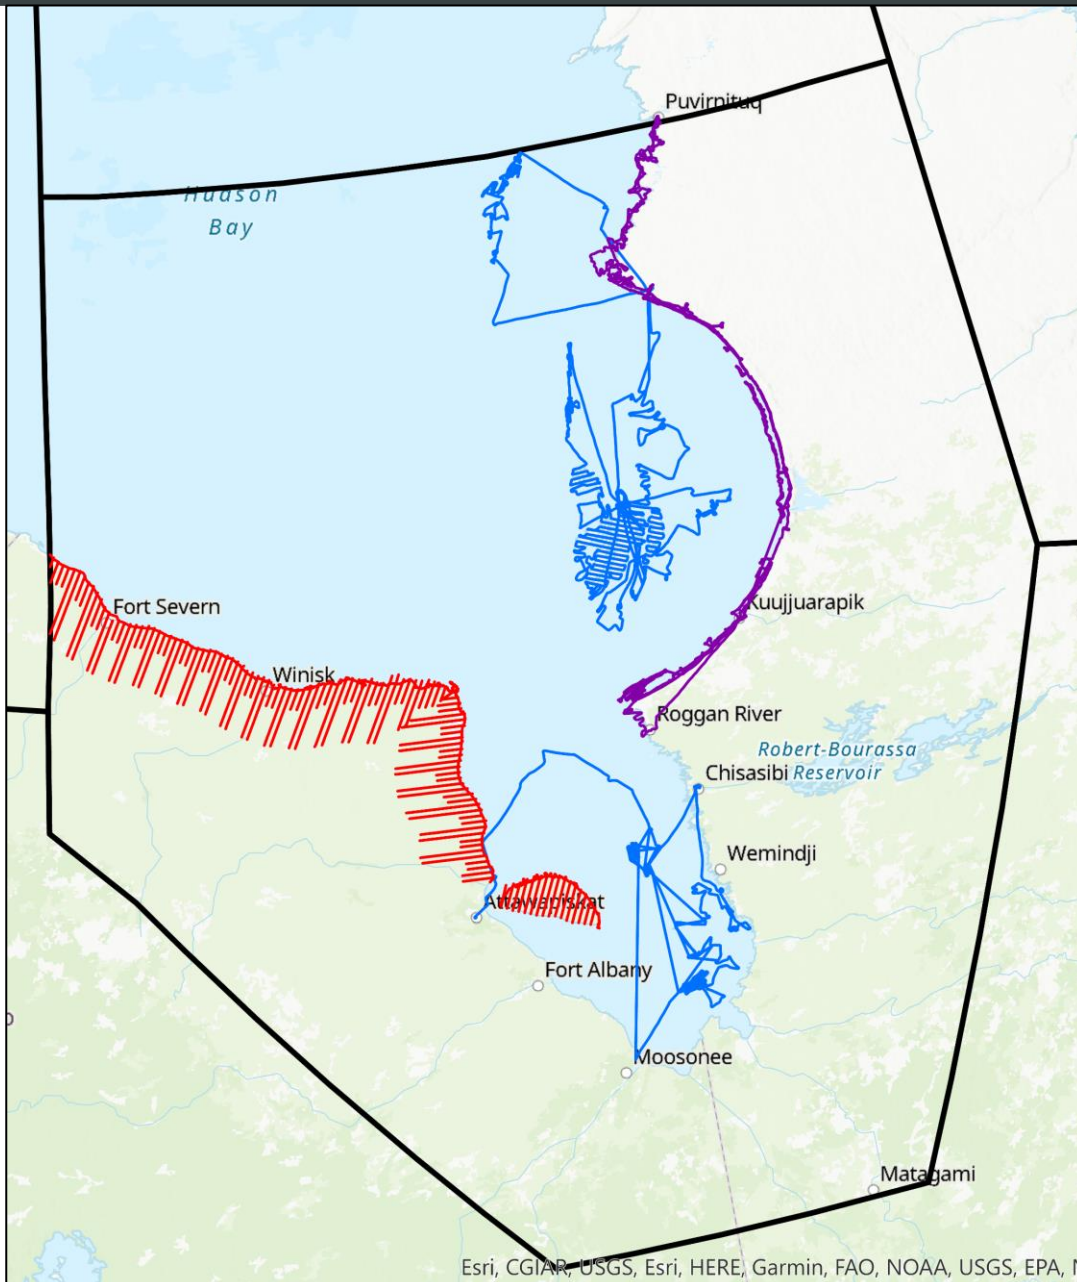 Puvirnituq
Hudson
Bay
Fort Severn
Kuujjuarapik
Winisk
Roggan River
Robert-Bourassa
Reservoir
Chisasibi
Wemindji
Attawapiskat
Fort Albany
Moosonee
Matagami
Esri, CGIAR, USGS, Esri, HERE, Garmin, FAO, NOAA, USGS, EPA,